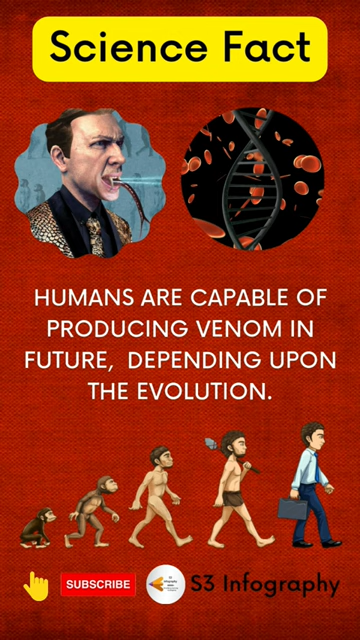 Science Fact
HUMANS ARE CAPABLE OF
PRODUCING VENOM IN
FUTURE, DEPENDING UPON
THE EVOLUTION.
SUBSCRIBE
S3 Infography